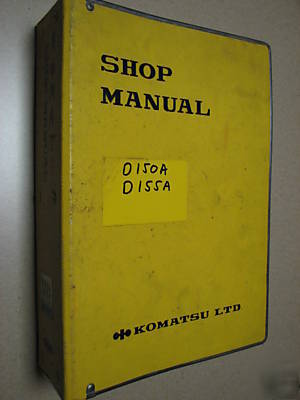 SHOP
MANUAL
D150A
D155A
KOMATSU LTD